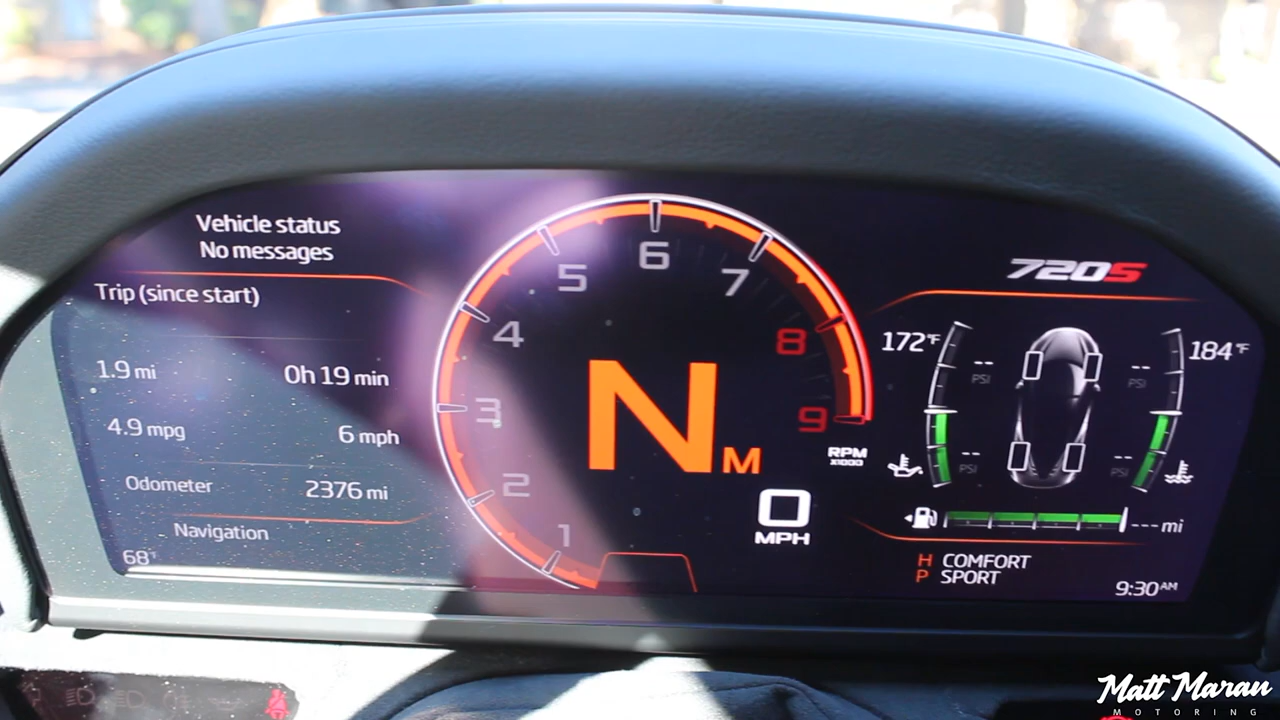 Vehicle status
No messages
Trip (since start)
1.9 mi 0h 19 min
4.9 mpg 6 mph
Odometer 2376 mi
Navigation
68°F
1
2
3
4
5
6
7
8
9
RPM
X1000
N M
0
MPH
720S
172°F
184°F
-- PSI
-- PSI
-- PSI
-- PSI
--- mi
H COMFORT
P SPORT
9:30 AM
Matt Maran
MOTORING